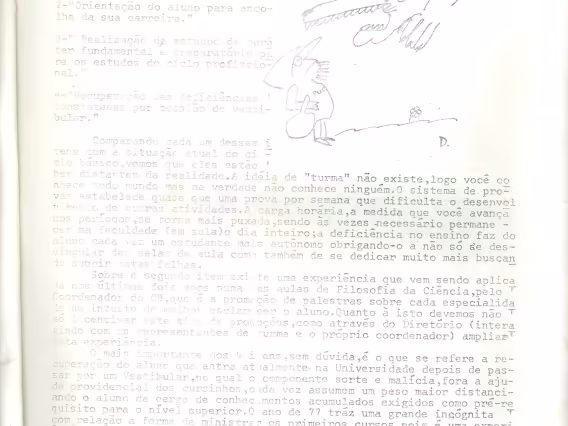 2-"Orientação do aluno para esco-
lha da sua carreira."
3-" Realização de estudos de cará
ter fundamental e preparatório pa
ra os estudos do ciclo profissio-
nal."
4-"Recuperação das deficiências
constatadas por ocasião de vesti-
bular."
D.
Comparando cada um desses i
tens com a situação atual do ci
clo básico, vemos que eles estão
bem distantes da realidade.A idéia de "turma" não existe,logo você co
nhece todo mundo mas na verdade não conhece ninguém.O sistema de pro-
vas estabelece quase que uma prova por semana que dificulta o desenvol
de outras atividades.A carga horária,a medida que você avança
nos períodos,se torna mais puxada,sendo às vezes necessário permane -
cer na faculdade (em sala)o dia inteiro;a deficiência no ensino faz do
aluno cada vez um estudante mais autônomo obrigando-o a não só se des-
vincular das salas de aula como também de se dedicar muito mais buscan
suprir estas falhas.
Sobre o segundo item existe uma experiência que vem sendo aplica
da nos últimos dois anos numa das aulas de Filosofia da Ciência,pelo
Coordenador do CB,que é a promoção de palestras sobre cada especialida
de no intuito de melhor esclarecer o aluno.Quanto à isto devemos não
só incentivar este tipo de promoções,como através do Diretório (intera
gindo com os representantes de turma e o próprio coordenador) ampliar
esta experiência.
O mais importante dos 4 itens,sem dúvida,é o que se refere a re-
cuperação do aluno que entra atualmente na Universidade depois de pas-
sar por um Vestibular,no qual o componente sorte e malícia,fora a aju-
da providencial dos cursinhos,cada vez assumem um peso maior distanci-
ando o aluno da carga de conhecimentos acumulados exigidos como pré-re
quisito para o nível superior.O ano de 77 tráz uma grande incógnita
com relação a forma de ministrar os primeiros cursos pois é uma experi